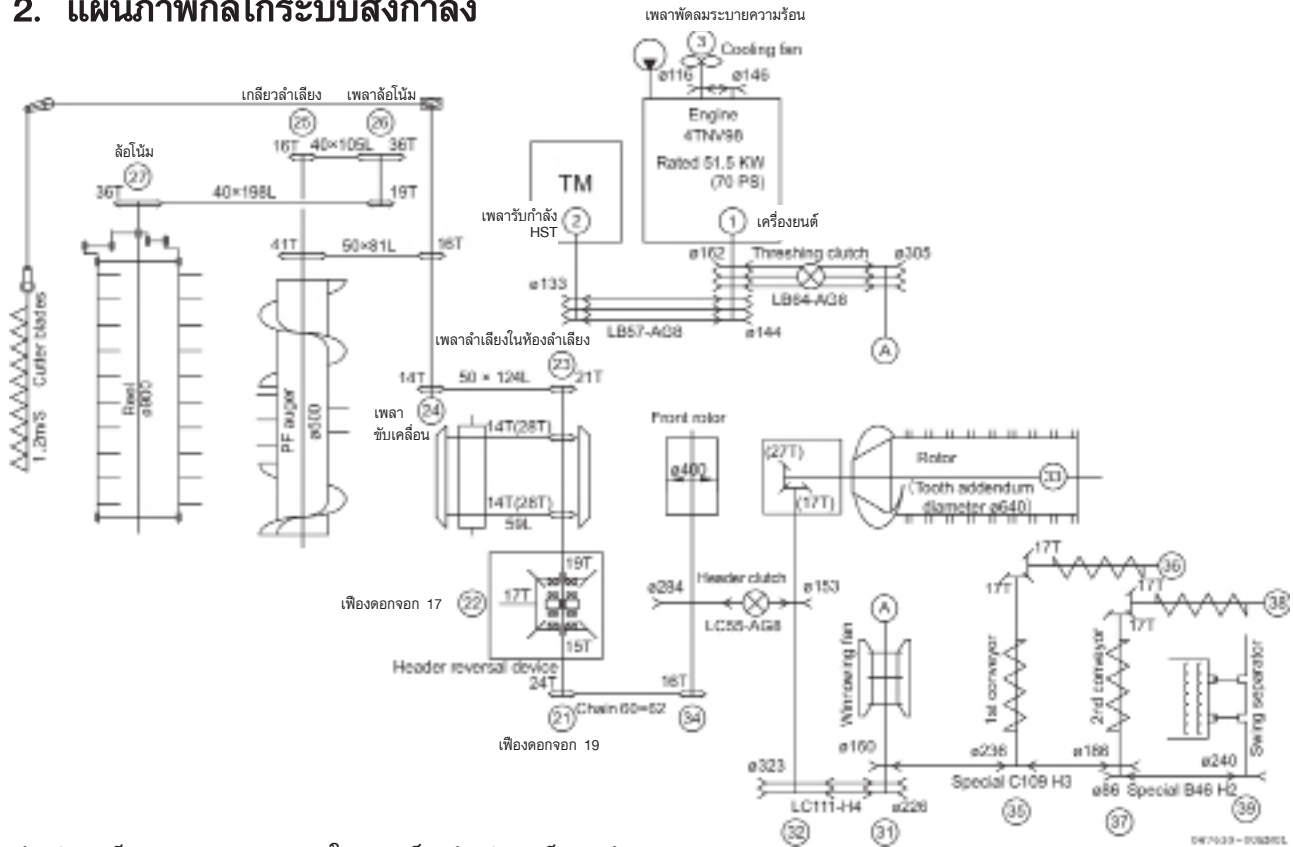 2. แผนภาพกลไกระบบส่งกำลัง
เพลาพัดลมระบายความร้อน
3
Cooling fan
ø116
ø146
Engine
4TNV98
Rated 51.5 KW
(70 PS)
TM
เพลารับกำลัง
HST
2
1
เครื่องยนต์
เกลียวลำเลียง
เพลาล้อโน้ม
25
26
16T
40×105L
36T
ล้อโน้ม
27
36T
40×198L
19T
41T
50×81L
16T
ø162
Threshing clutch
ø305
LB64-AG8
ø133
LB57-AG8
ø144
A
1.2m/S
Cutter blades
Reel
ø900
PF auger
ø500
เพลาลำเลียงในห้องลำเลียง
23
14T
50 × 124L
21T
เพลา
ขับเคลื่อน
24
14T(28T)
14T(28T)
59L
Front rotor
ø400
(27T)
(17T)
Rotor
(Tooth addendum
diameter ø640)
33
เฟืองดอกจอก 17
22
17T
19T
15T
Header reversal device
ø284
Header clutch
ø153
LC55-AG8
24T
16T
21
Chain 60×62
34
เฟืองดอกจอก 19
A
Winnowing fan
17T
17T
36
17T
17T
38
1st conveyor
2nd conveyor
Swing separator
ø160
ø236
ø186
ø240
ø323
LC111-H4
ø226
Special C109 H3
ø86
Special B46 H2
32
31
35
37
39